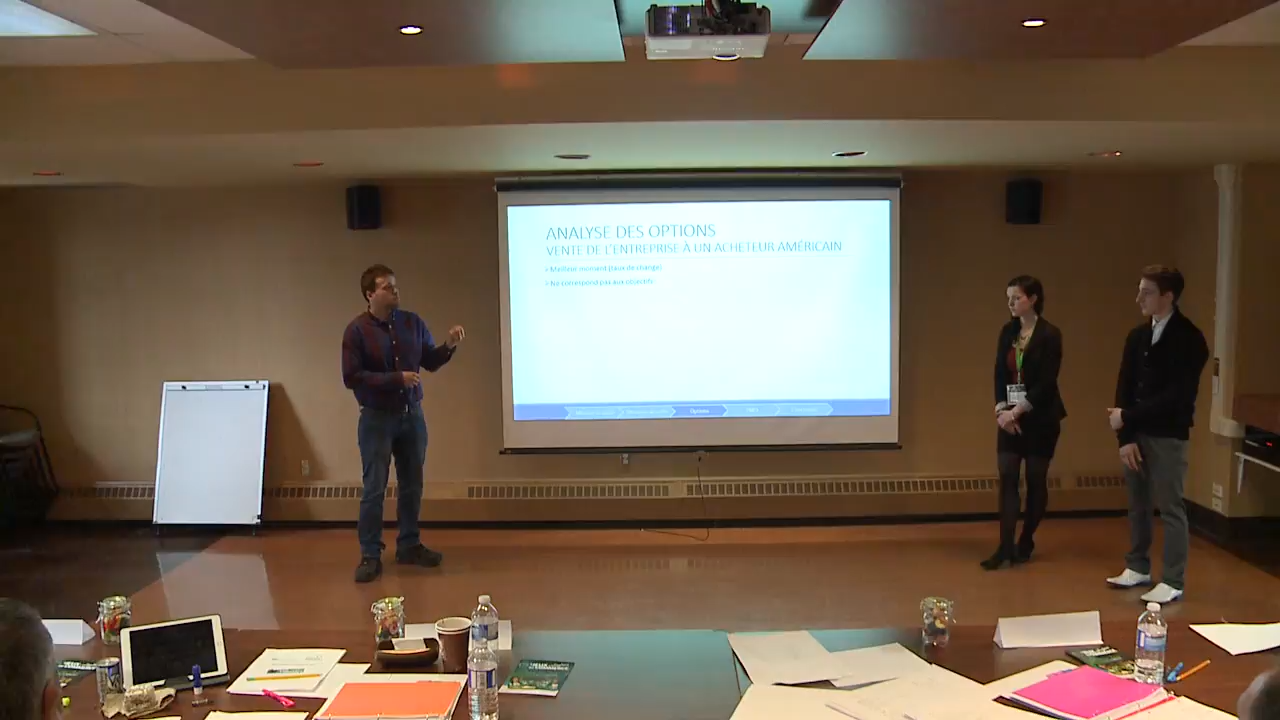 ANALYSE DES OPTIONS
VENTE DE L'ENTREPRISE À UN ACHETEUR AMÉRICAIN
> Meilleur moment (taux de change)
> Ne correspond pas aux objectifs
Options